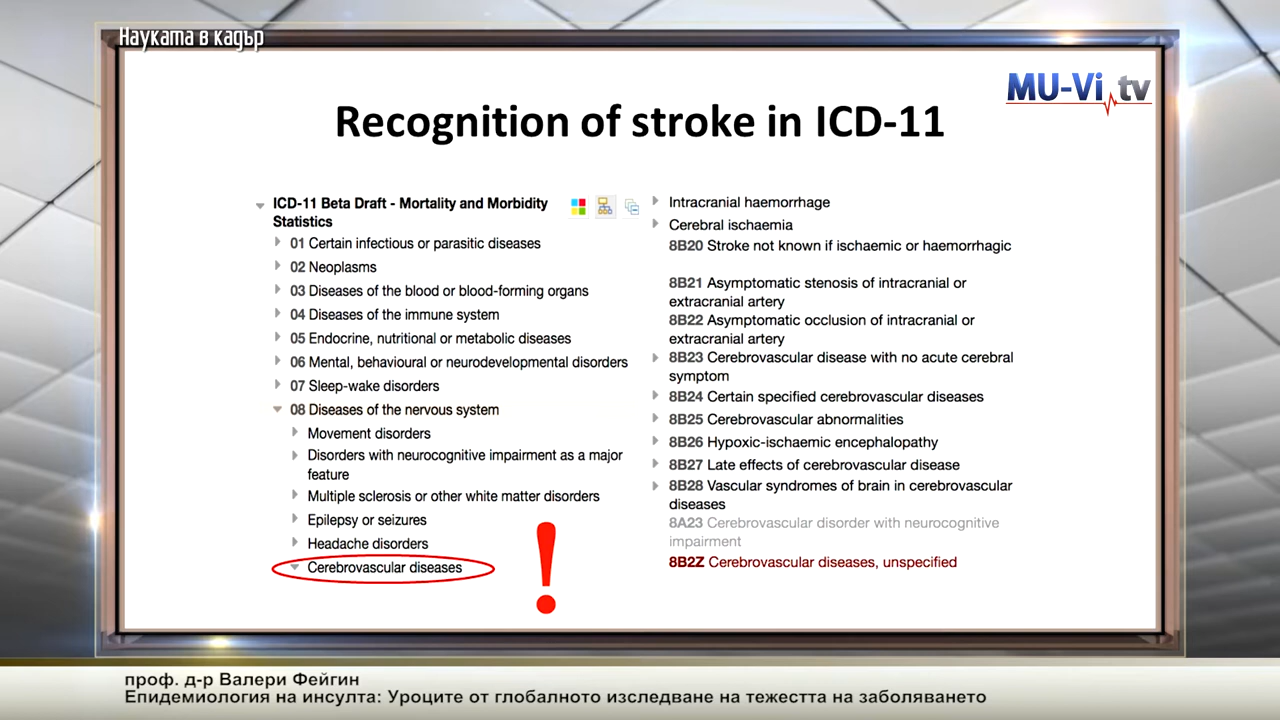 Науката в кадър
MU-Vi.tv
Recognition of stroke in ICD-11
ICD-11 Beta Draft - Mortality and Morbidity
Statistics
01 Certain infectious or parasitic diseases
02 Neoplasms
03 Diseases of the blood or blood-forming organs
04 Diseases of the immune system
05 Endocrine, nutritional or metabolic diseases
06 Mental, behavioural or neurodevelopmental disorders
07 Sleep-wake disorders
08 Diseases of the nervous system
Movement disorders
Disorders with neurocognitive impairment as a major
feature
Multiple sclerosis or other white matter disorders
Epilepsy or seizures
Headache disorders
Cerebrovascular diseases
!
Intracranial haemorrhage
Cerebral ischaemia
8B20 Stroke not known if ischaemic or haemorrhagic
8B21 Asymptomatic stenosis of intracranial or
extracranial artery
8B22 Asymptomatic occlusion of intracranial or
extracranial artery
8B23 Cerebrovascular disease with no acute cerebral
symptom
8B24 Certain specified cerebrovascular diseases
8B25 Cerebrovascular abnormalities
8B26 Hypoxic-ischaemic encephalopathy
8B27 Late effects of cerebrovascular disease
8B28 Vascular syndromes of brain in cerebrovascular
diseases
8A23 Cerebrovascular disorder with neurocognitive
impairment
8B2Z Cerebrovascular diseases, unspecified
проф. д-р Валери Фейгин
Епидемиология на инсулта: Уроците от глобалното изследване на тежестта на заболяването